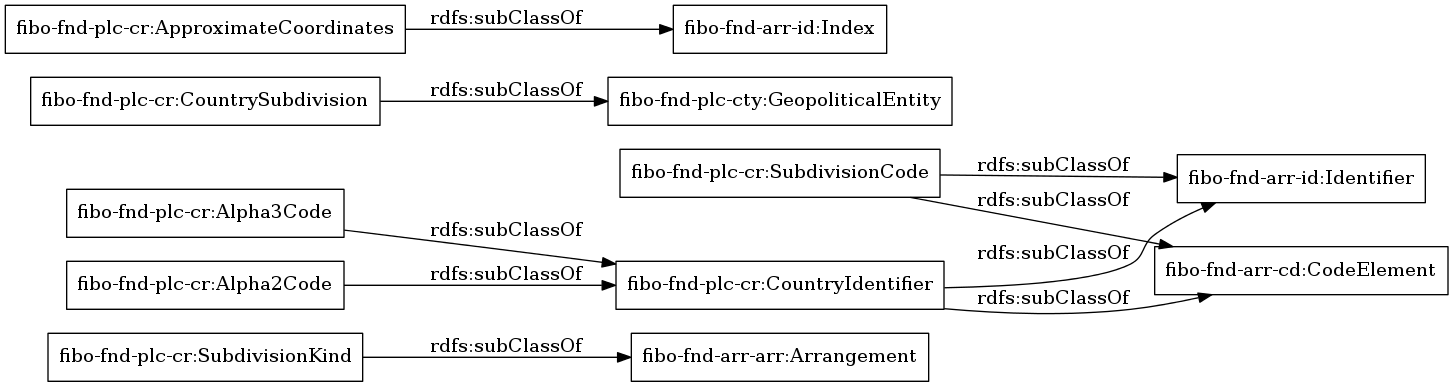 fibo-fnd-plc-cr:ApproximateCoordinates
rdfs:subClassOf
fibo-fnd-arr-id:Index
fibo-fnd-plc-cr:CountrySubdivision
rdfs:subClassOf
fibo-fnd-plc-cty:GeopoliticalEntity
fibo-fnd-plc-cr:SubdivisionCode
rdfs:subClassOf
fibo-fnd-arr-id:Identifier
rdfs:subClassOf
fibo-fnd-plc-cr:Alpha3Code
rdfs:subClassOf
rdfs:subClassOf
fibo-fnd-arr-cd:CodeElement
fibo-fnd-plc-cr:Alpha2Code
rdfs:subClassOf
fibo-fnd-plc-cr:CountryIdentifier
rdfs:subClassOf
fibo-fnd-plc-cr:SubdivisionKind
rdfs:subClassOf
fibo-fnd-arr-arr:Arrangement